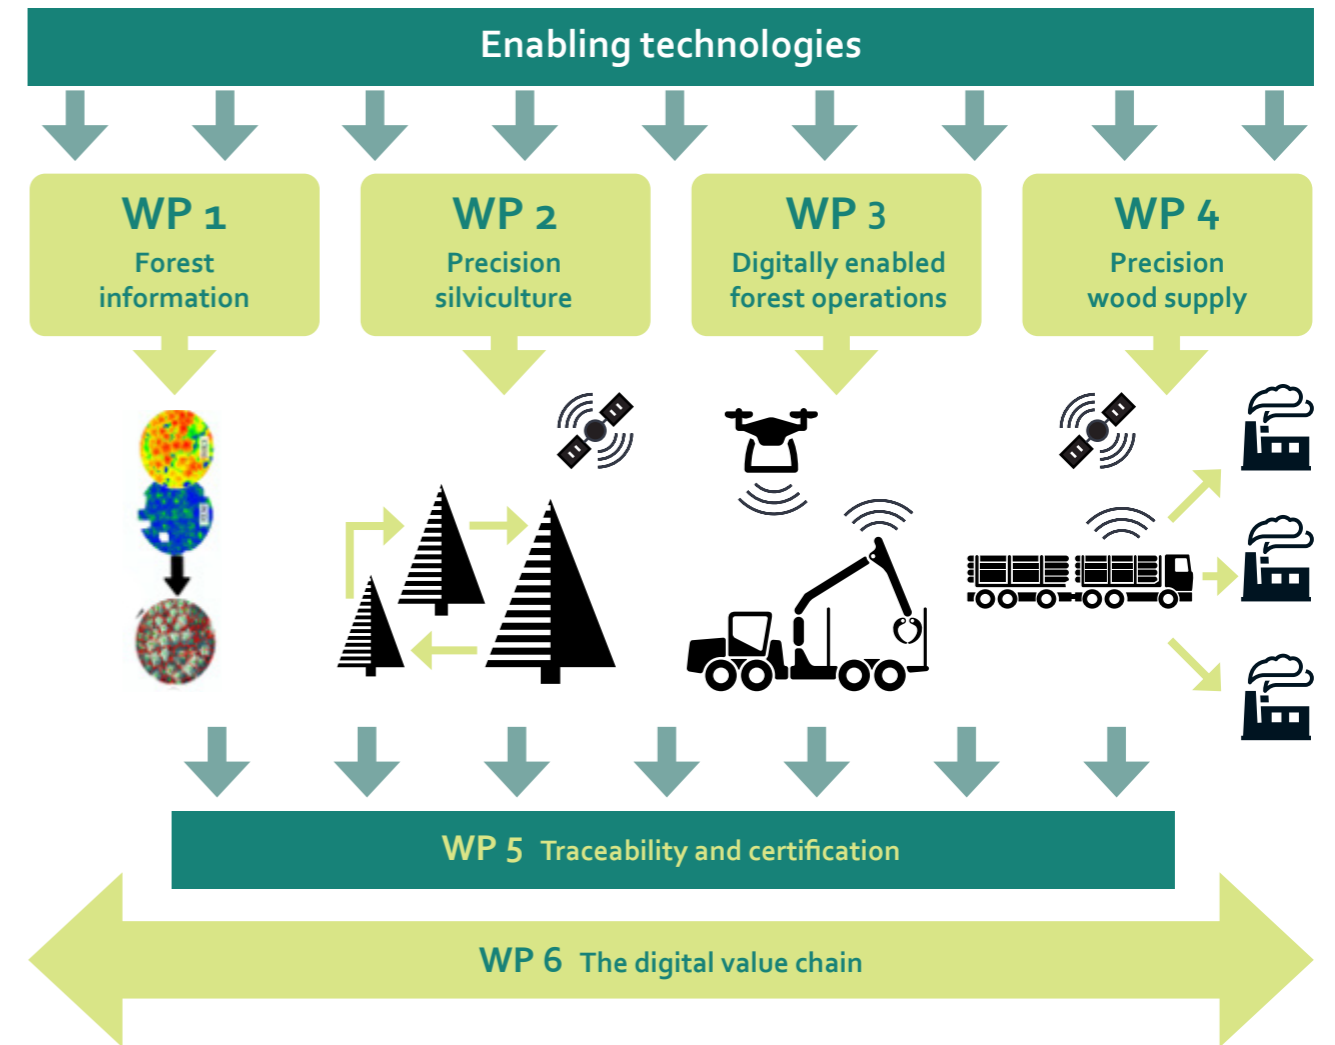 Enabling technologies
WP 1
Forest
information
WP 2
Precision
silviculture
WP 3
Digitally enabled
forest operations
WP 4
Precision
wood supply
WP 5 Traceability and certification
WP 6 The digital value chain